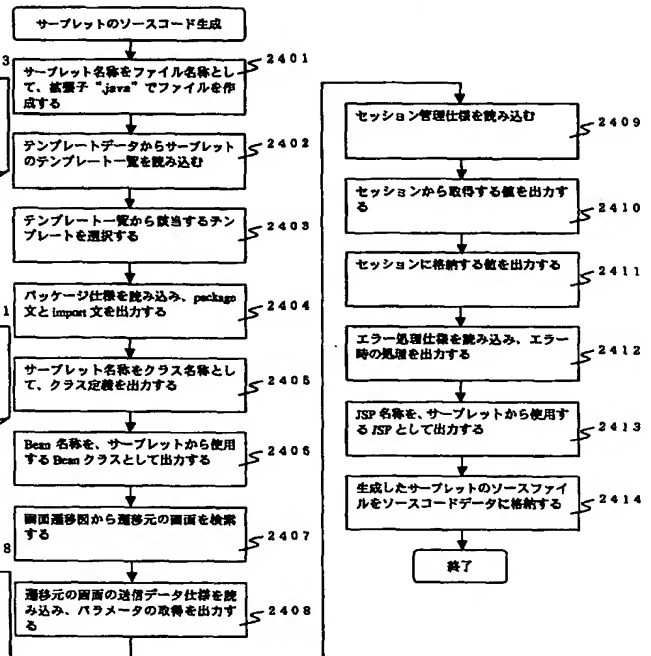 サーブレットのソースコード生成
3
サーブレット名称をファイル名称とし
て、拡張子“java”でファイルを作
成する
2401
テンプレートデータからサーブレット
のテンプレート一覧を読み込む
2402
テンプレート一覧から該当するテン
プレートを選択する
2403
1
パッケージ仕様を読み込み、package
文とimport文を出力する
2404
サーブレット名称をクラス名称とし
て、クラス定義を出力する
2405
Bean 名称を、サーブレットから使用
するBeanクラスとして出力する
2406
画面遷移図から遷移元の画面を検索
する
2407
8
遷移元の画面の送信データ仕様を読
み込み、パラメータの取得を出力す
る
2408
セッション管理仕様を読み込む
2409
セッションから取得する値を出力す
る
2410
セッションに格納する値を出力する
2411
エラー処理仕様を読み込み、エラー
時の処理を出力する
2412
JSP 名称を、サーブレットから使用す
るJSPとして出力する
2413
生成したサーブレットのソースファイ
ルをソースコードデータに格納する
2414
終了